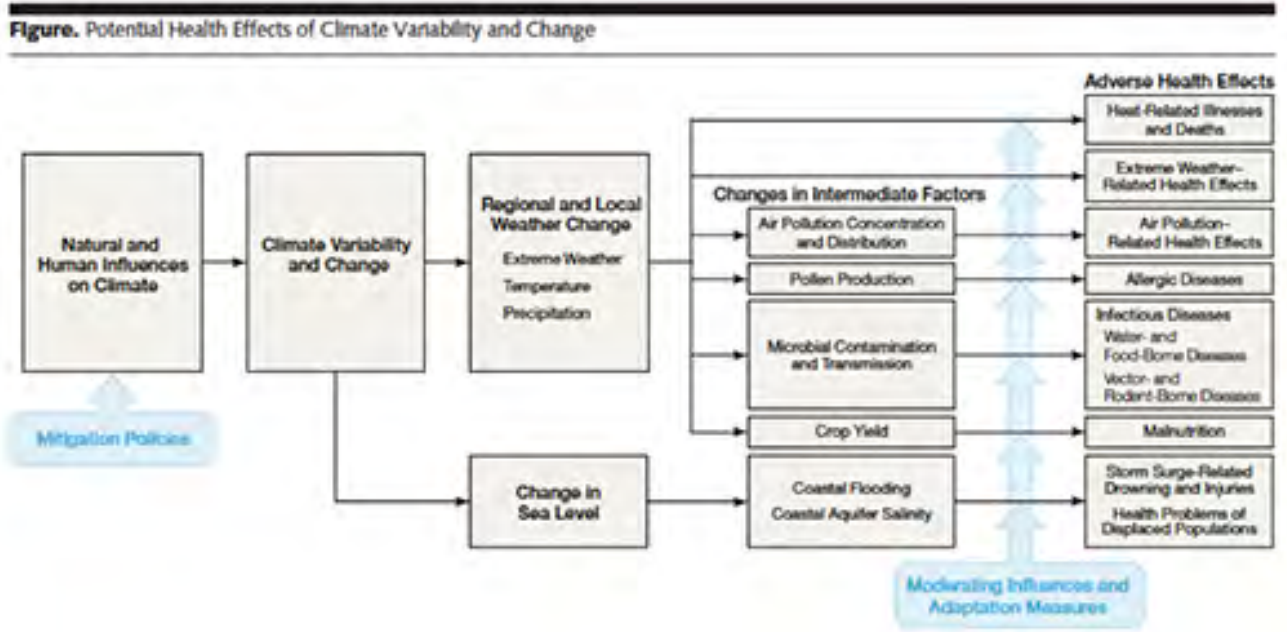 Figure. Potential Health Effects of Climate Variability and Change
Adverse Health Effects
Heat-Related Illnesses
and Deaths
Extreme Weather–
Related Health Effects
Changes in Intermediate Factors
Natural and
Human Influences
on Climate
Climate Variability
and Change
Regional and Local
Weather Change
Extreme Weather
Temperature
Precipitation
Air Pollution Concentration
and Distribution
Air Pollution–
Related Health Effects
Pollen Production
Allergic Diseases
Microbial Contamination
and Transmission
Infectious Diseases
Water- and
Food-Borne Diseases
Vector- and
Rodent-Borne Diseases
Mitigation Policies
Crop Yield
Malnutrition
Change in
Sea Level
Coastal Flooding
Coastal Aquifer Salinity
Storm Surge-Related
Drowning and Injuries
Health Problems of
Displaced Populations
Moderating Influences and
Adaptation Measures